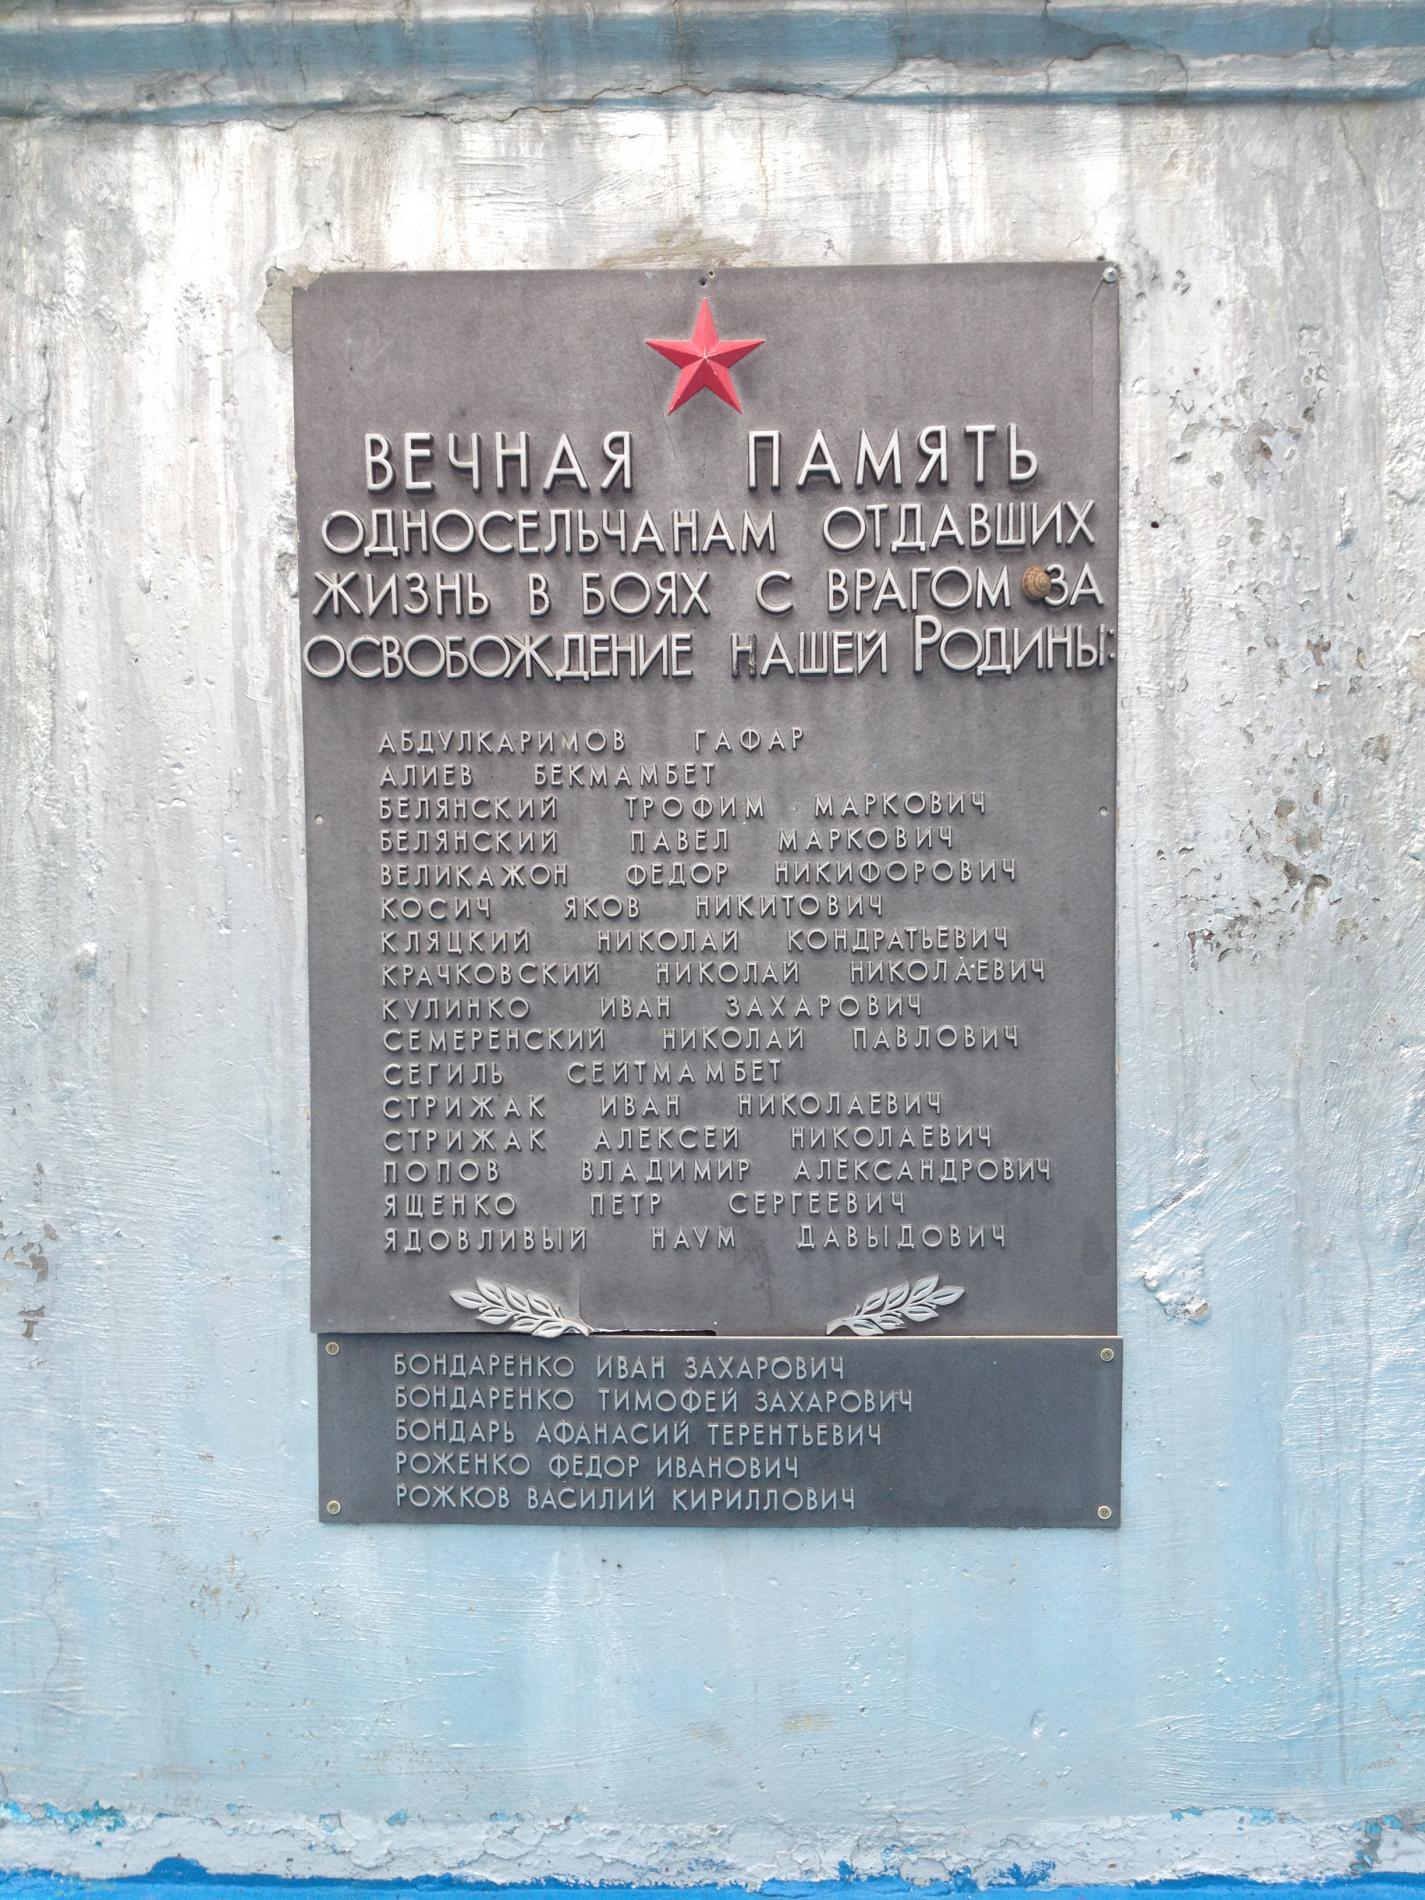 ВЕЧНАЯ ПАМЯТЬ
ОДНОСЕЛЬЧАНАМ ОТДАВШИХ
ЖИЗНЬ В БОЯХ С ВРАГОМ ЗА
ОСВОБОЖДЕНИЕ НАШЕЙ РОДИНЫ:
АБДУЛКАРИМОВ ГАФАР
АЛИЕВ БЕКМАМБЕТ
БЕЛЯНСКИЙ ТРОФИМ МАРКОВИЧ
БЕЛЯНСКИЙ ПАВЕЛ МАРКОВИЧ
ВЕЛИКАЖОН ФЕДОР НИКИФОРОВИЧ
КОСИЧ ЯКОВ НИКИТОВИЧ
КЛЯЦКИЙ НИКОЛАЙ КОНДРАТЬЕВИЧ
КРАЧКОВСКИЙ НИКОЛАЙ НИКОЛАЕВИЧ
КУЛИНКО ИВАН ЗАХАРОВИЧ
СЕМЕРЕНСКИЙ НИКОЛАЙ ПАВЛОВИЧ
СЕГИЛЬ СЕЙТМАМБЕТ
СТРИЖАК ИВАН НИКОЛАЕВИЧ
СТРИЖАК АЛЕКСЕЙ НИКОЛАЕВИЧ
ПОПОВ ВЛАДИМИР АЛЕКСАНДРОВИЧ
ЯЩЕНКО ПЕТР СЕРГЕЕВИЧ
ЯДОВЛИВЫЙ НАУМ ДАВЫДОВИЧ
БОНДАРЕНКО ИВАН ЗАХАРОВИЧ
БОНДАРЕНКО ТИМОФЕЙ ЗАХАРОВИЧ
БОНДАРЬ АФАНАСИЙ ТЕРЕНТЬЕВИЧ
РОЖЕНКО ФЕДОР ИВАНОВИЧ
РОЖКОВ ВАСИЛИЙ КИРИЛЛОВИЧ